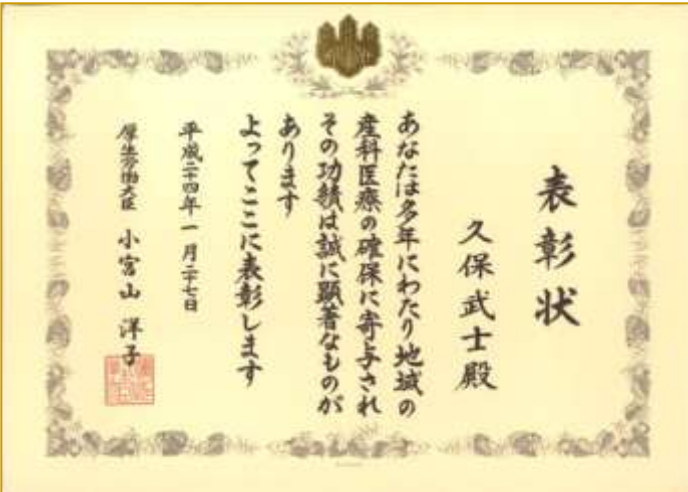 表彰状
久保武士殿
あなたは多年にわたり地域の
産科医療の確保に寄与され
その功績は誠に顕著なものが
あります
よってここに表彰します
平成二十四年一月二十七日
厚生労働大臣 小宮山洋子